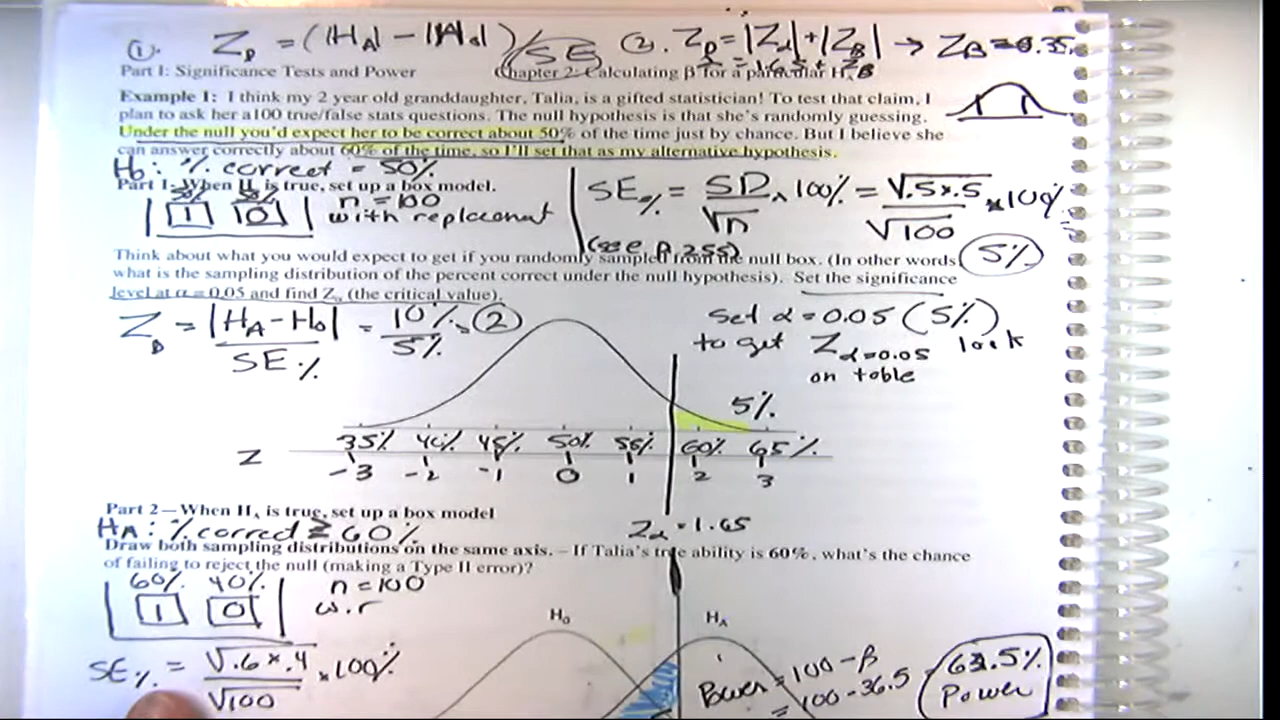 ① Z_β = (|H_A| - |H_0|)/SE ②. Z_β = |Z_α| + |Z_β| → Z_β = 0.35
= 1.65 + Z_β
Part I: Significance Tests and Power Chapter 2: Calculating β for a particular H_A
Example 1: I think my 2 year old granddaughter, Talia, is a gifted statistician! To test that claim, I
plan to ask her a100 true/false stats questions. The null hypothesis is that she's randomly guessing.
Under the null you'd expect her to be correct about 50% of the time just by chance. But I believe she
can answer correctly about 60% of the time, so I'll set that as my alternative hypothesis.
H_0: % correct = 50%
Part 1- When H_0 is true, set up a box model.
1 0 n = 100
with replacement
SE% = SD/√n × 100% = √.5×.5/√100 × 100%
(see p 255)
5%
Think about what you would expect to get if you randomly sampled from the null box. (In other words
what is the sampling distribution of the percent correct under the null hypothesis). Set the significance
level at α = 0.05 and find Z_α (the critical value).
Z_β = |H_A - H_0|/SE% = 10%/5% = ②
set α = 0.05 (5%)
to get Z_α=0.05 look
on table
5%
35% 40% 45% 50% 55% 60% 65%
Z -3 -2 -1 0 1 2 3
Z_α = 1.65
Part 2—When H_A is true, set up a box model
H_A: % correct ≥ 60%
Draw both sampling distributions on the same axis. – If Talia's true ability is 60%, what's the chance
of failing to reject the null (making a Type II error)?
60% 40%
1 0 n = 100
w.r
H_0 H_A
SE% = √.6×.4/√100 × 100%
Power = 100 - β
= 100 - 36.5
63.5%
Power